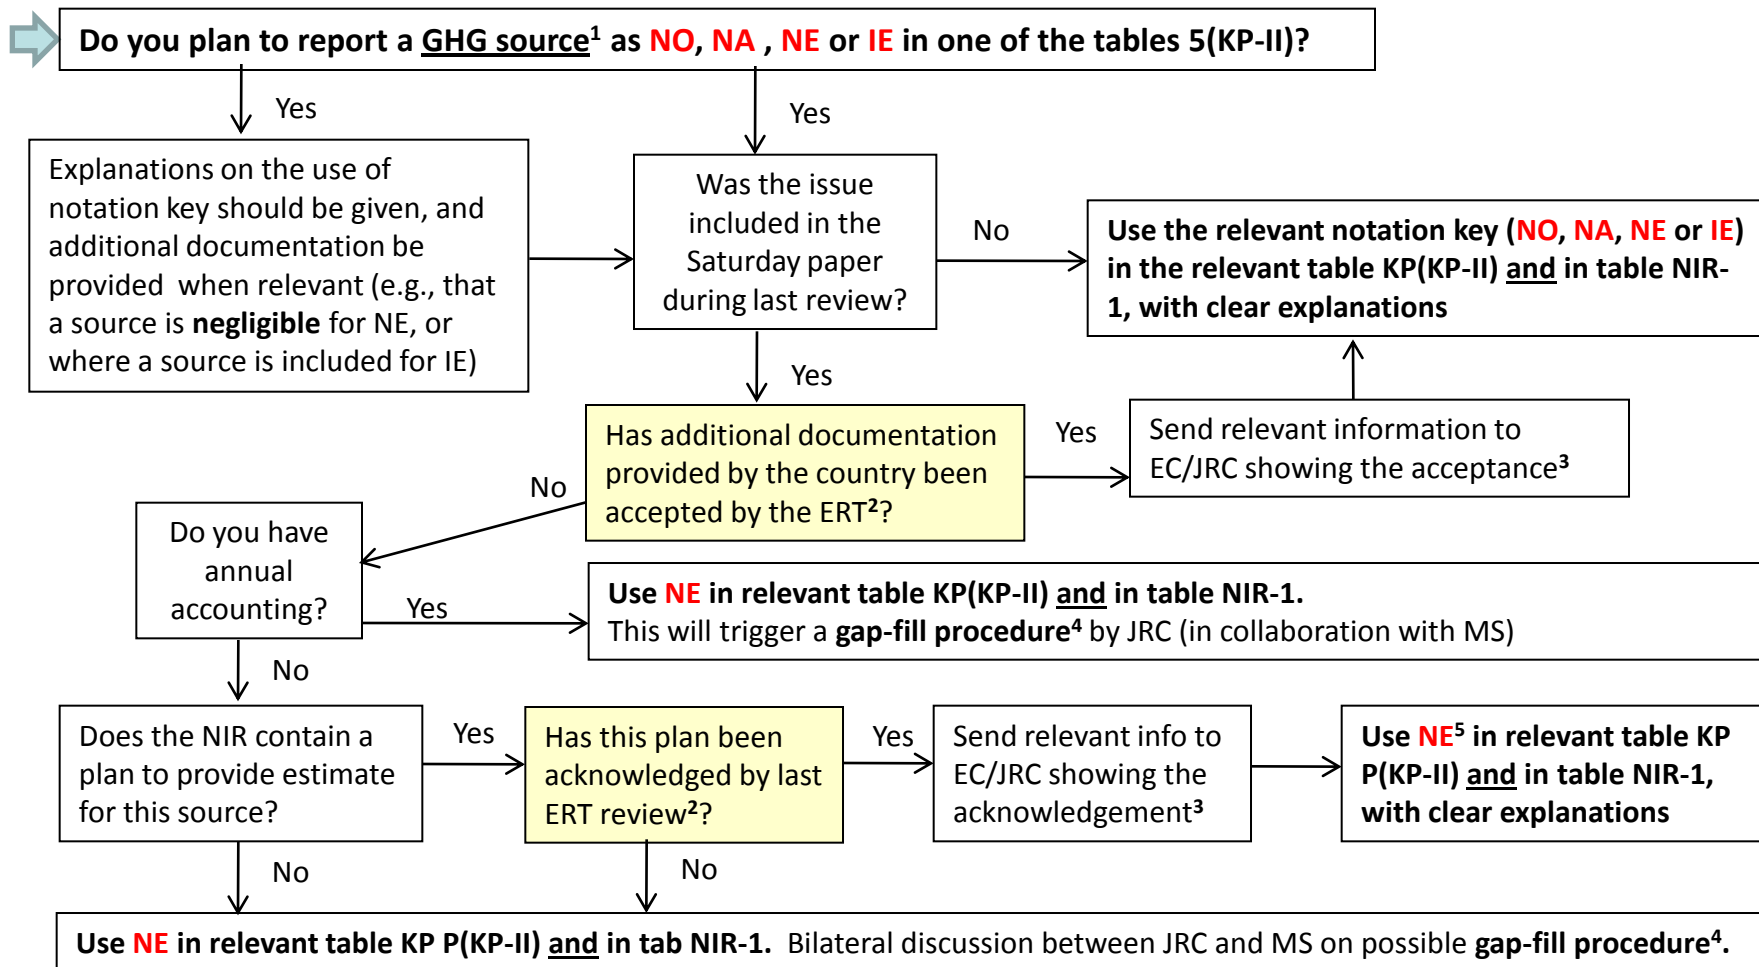 Do you plan to report a GHG source¹ as NO, NA , NE or IE in one of the tables 5(KP-II)?
Yes
Yes
Explanations on the use of
notation key should be given, and
additional documentation be
provided when relevant (e.g., that
a source is negligible for NE, or
where a source is included for IE)
Was the issue
included in the
Saturday paper
during last review?
No
Use the relevant notation key (NO, NA, NE or IE)
in the relevant table KP(KP-II) and in table NIR-
1, with clear explanations
Yes
Has additional documentation
provided by the country been
accepted by the ERT²?
Yes
Send relevant information to
EC/JRC showing the acceptance³
No
Do you have
annual
accounting?
Yes
Use NE in relevant table KP(KP-II) and in table NIR-1.
This will trigger a gap-fill procedure⁴ by JRC (in collaboration with MS)
No
Does the NIR contain a
plan to provide estimate
for this source?
Yes
Has this plan been
acknowledged by last
ERT review²?
Yes
Send relevant info to
EC/JRC showing the
acknowledgement³
Use NE⁵ in relevant table KP
P(KP-II) and in table NIR-1,
with clear explanations
No
No
Use NE in relevant table KP P(KP-II) and in tab NIR-1. Bilateral discussion between JRC and MS on possible gap-fill procedure⁴.